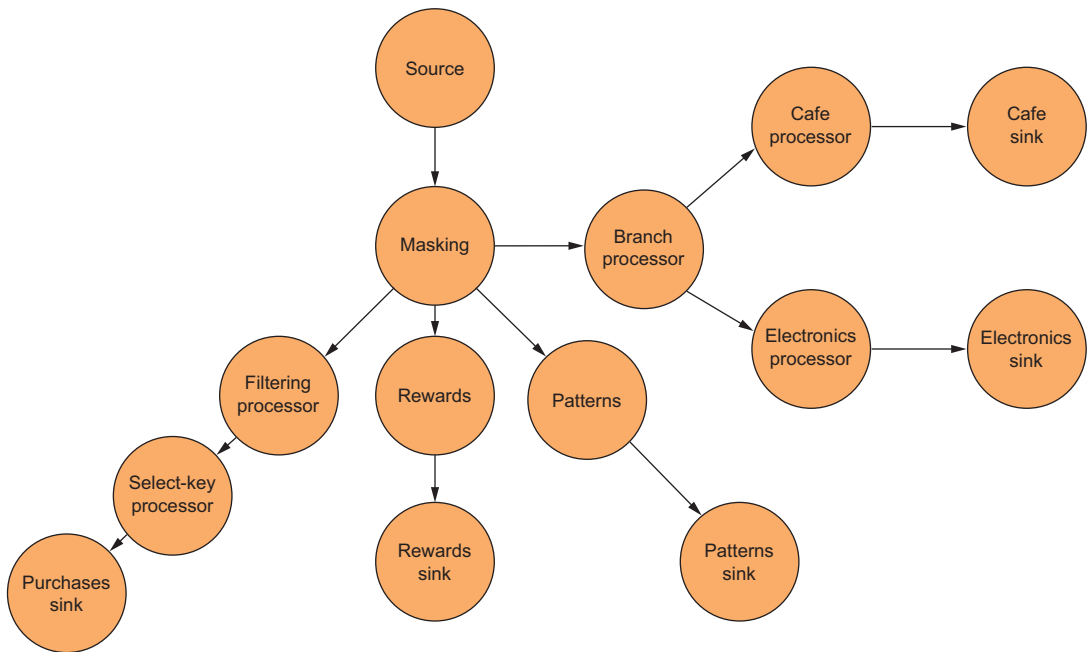 Source
Cafe
processor
Cafe
sink
Masking
Branch
processor
Electronics
processor
Electronics
sink
Filtering
processor
Rewards
Patterns
Select-key
processor
Rewards
sink
Patterns
sink
Purchases
sink